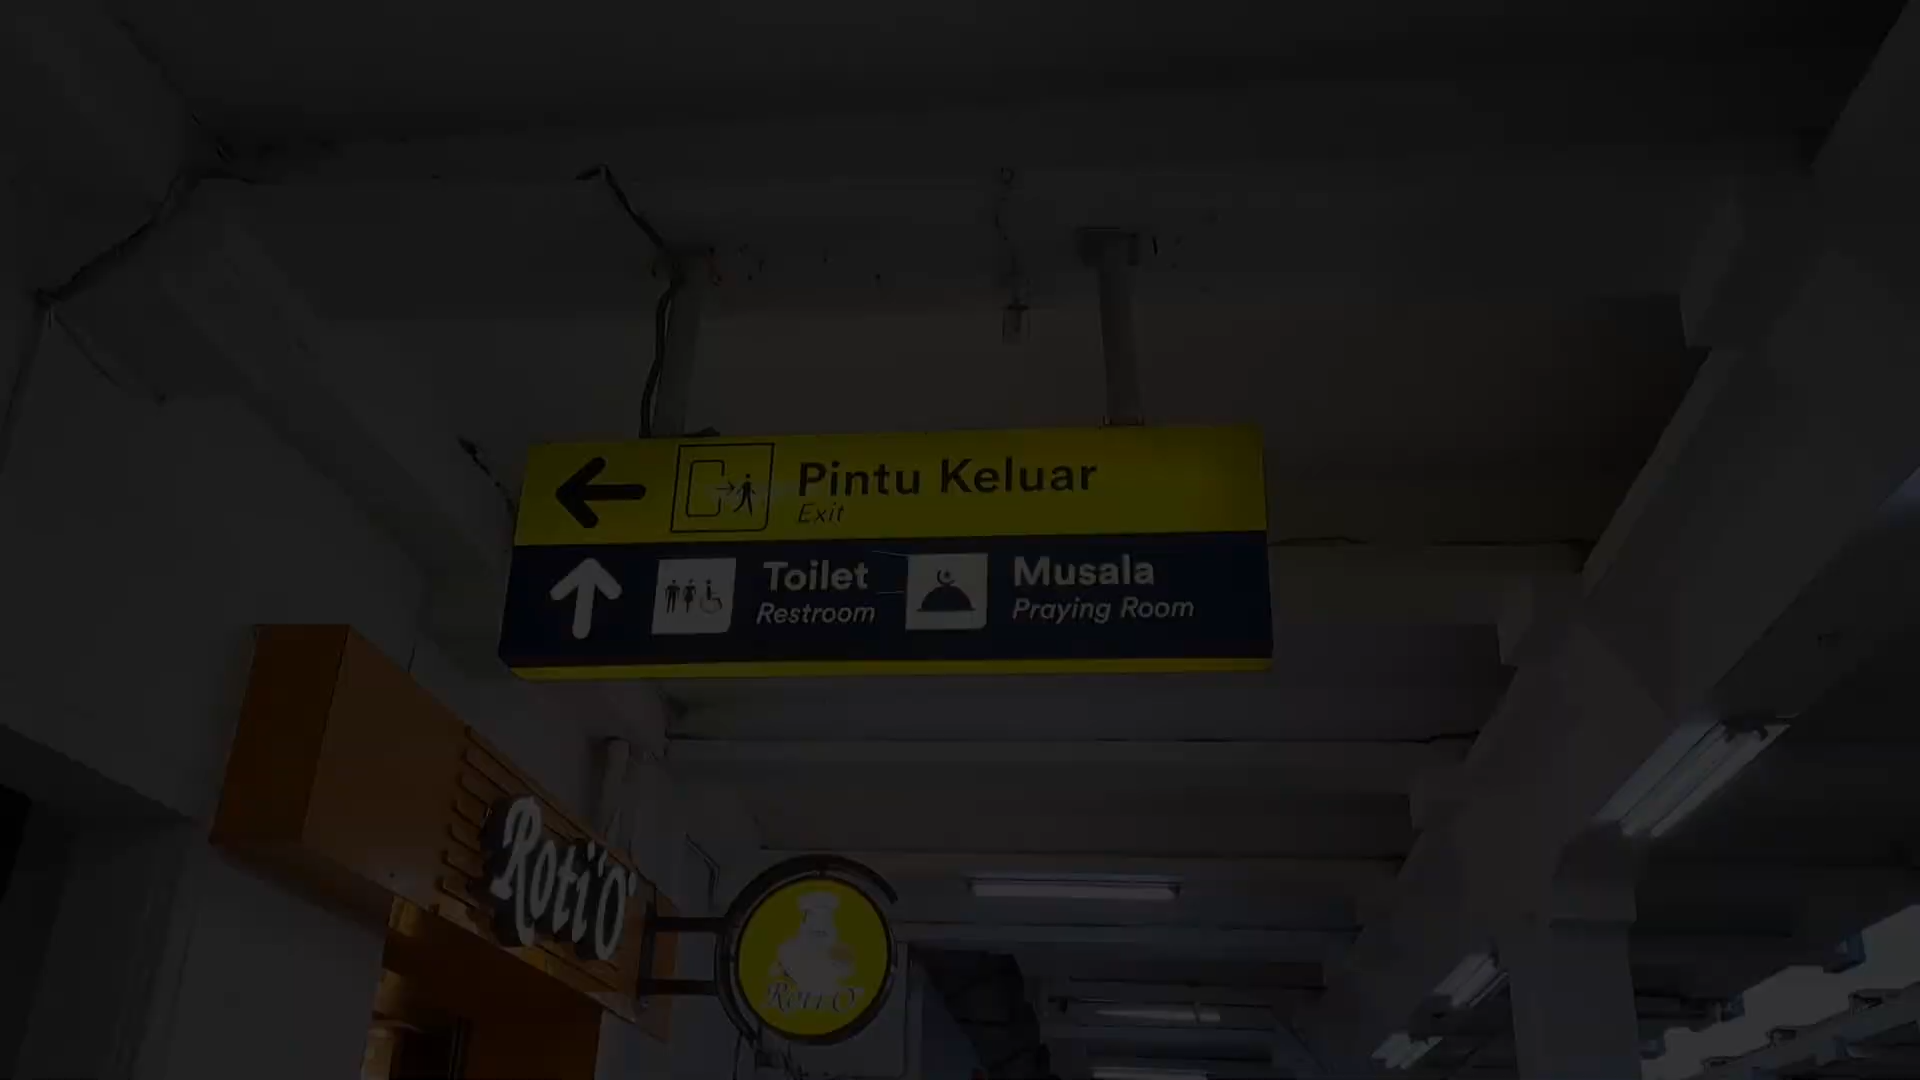 Pintu Keluar
Exit
Toilet
Restroom
Musala
Praying Room
Roti'O
Roti'O